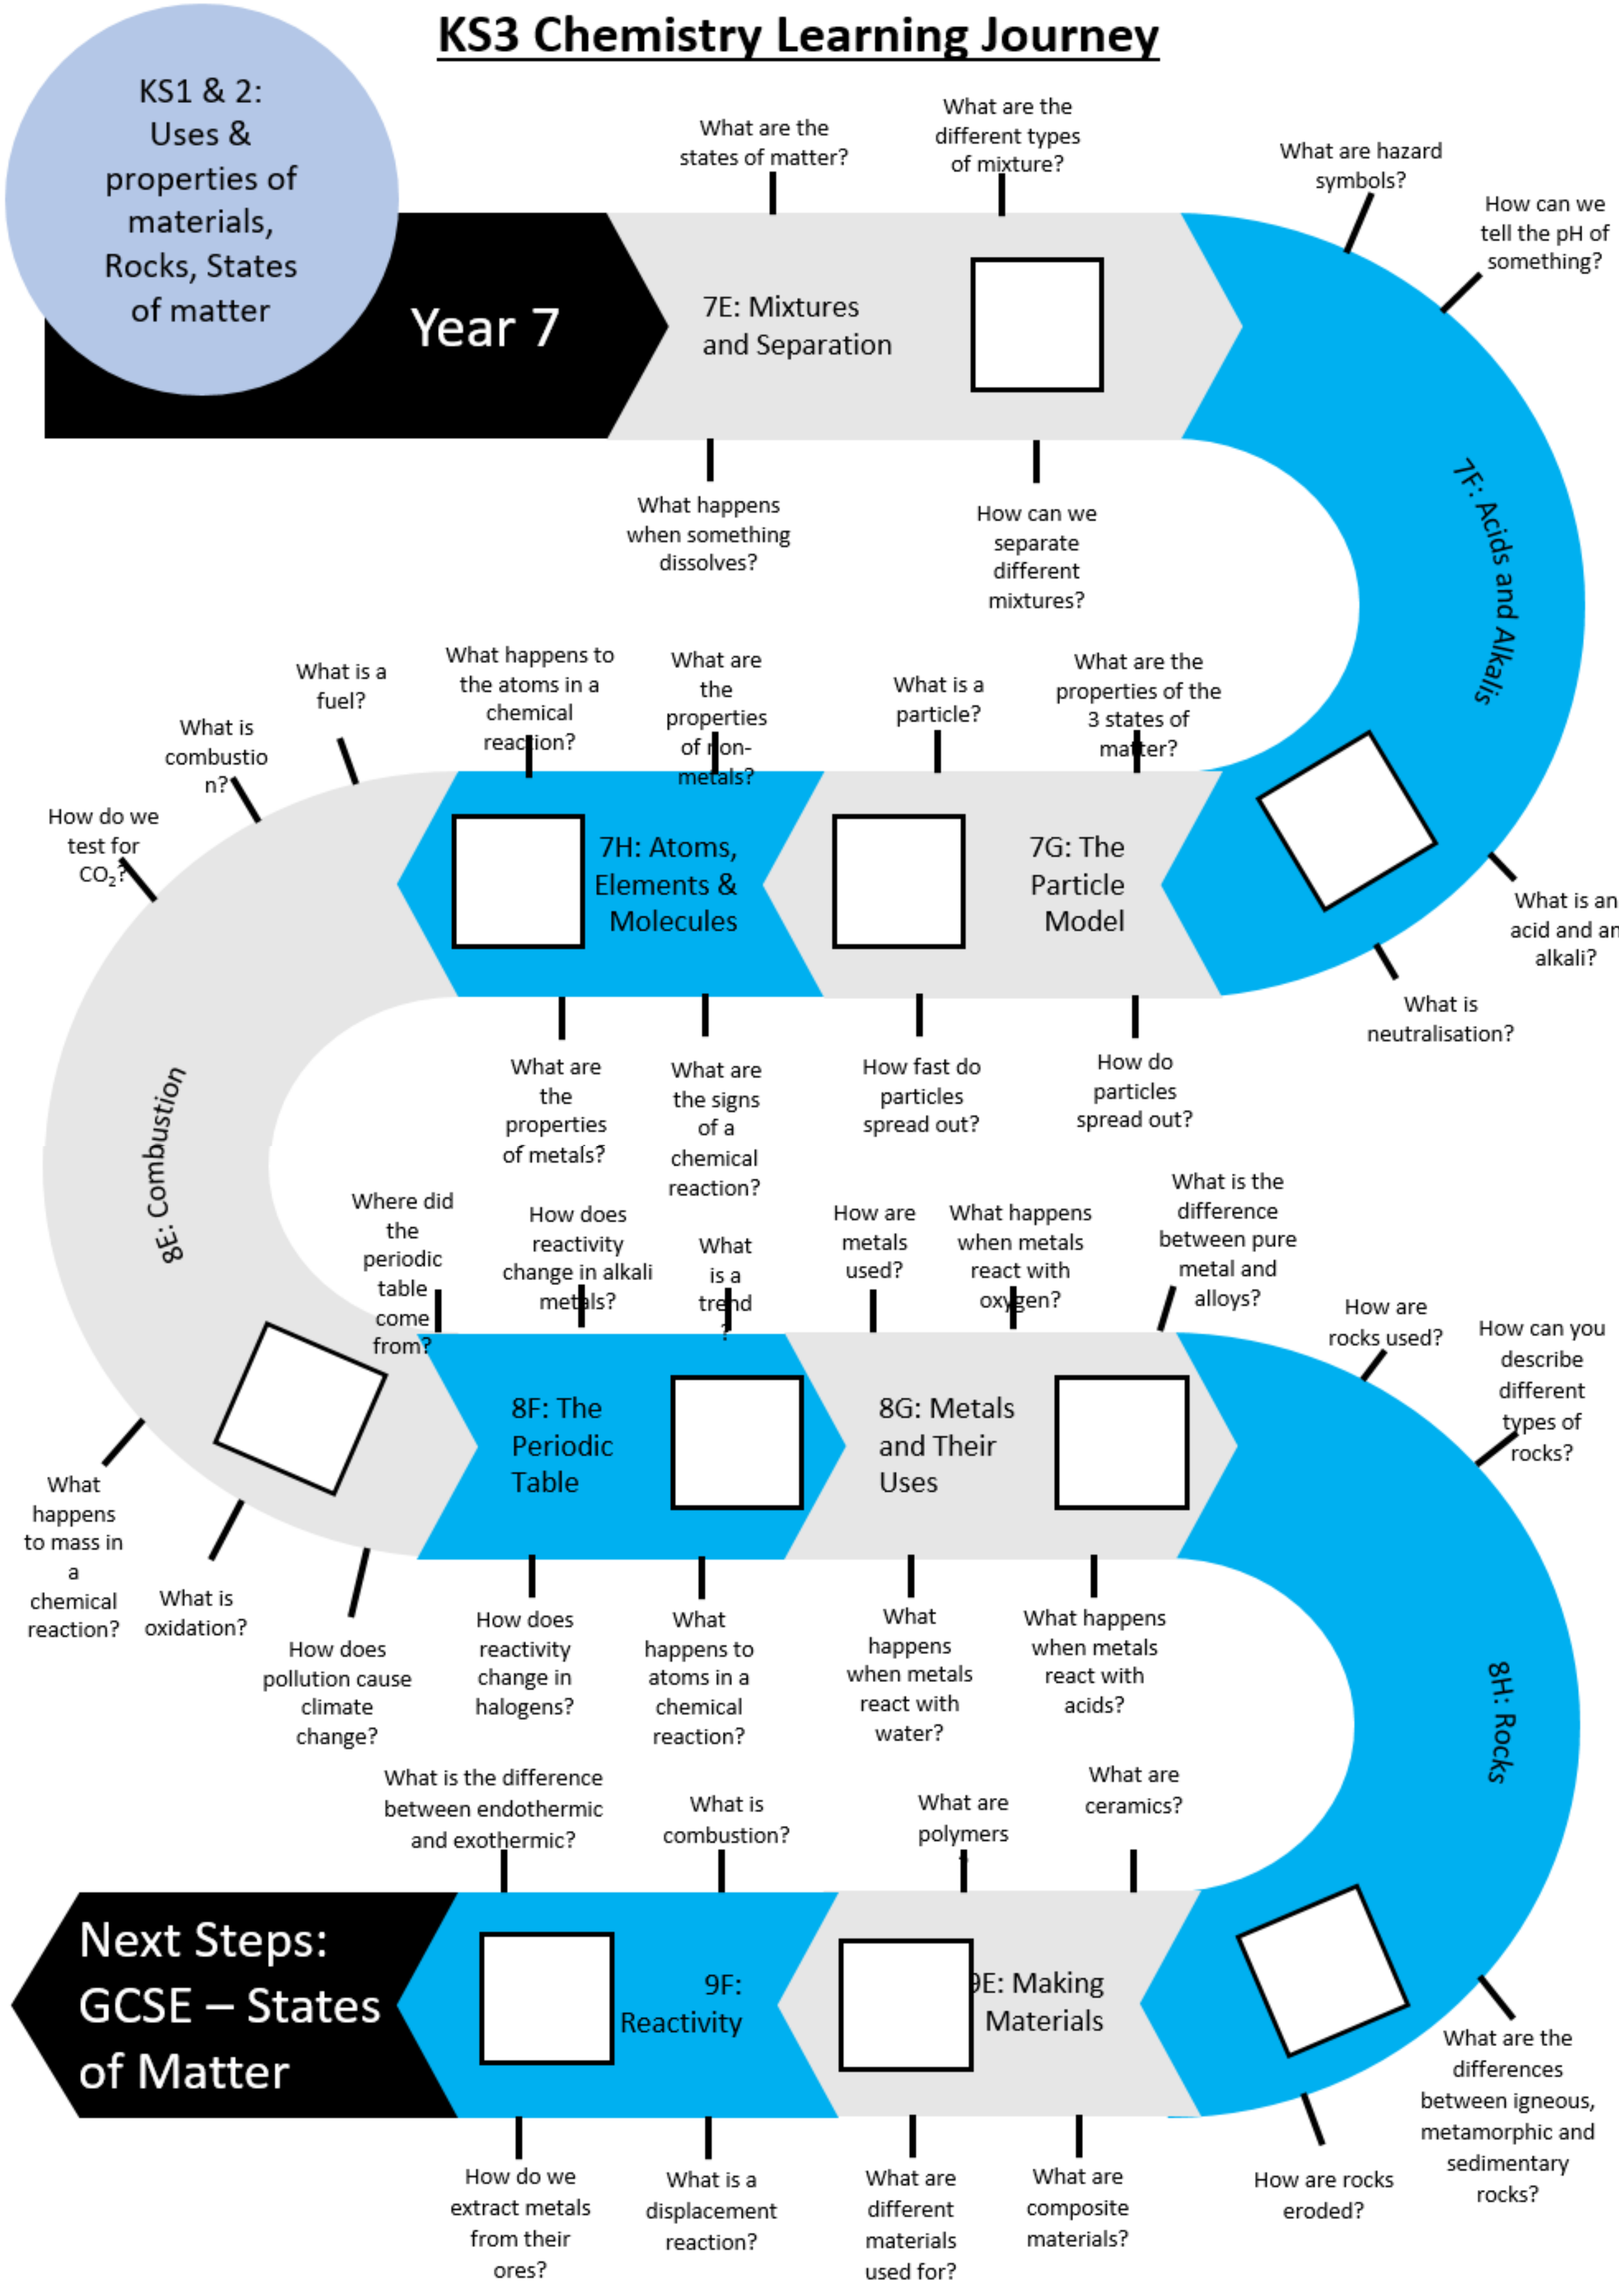 KS3 Chemistry Learning Journey
KS1 & 2:
Uses &
properties of
materials,
Rocks, States
of matter
What are the
states of matter?
What are the
different types
of mixture?
What are hazard
symbols?
How can we
tell the pH of
something?
Year 7
7E: Mixtures
and Separation
What happens
when something
dissolves?
How can we
separate
different
mixtures?
7F: Acids and Alkalis
What is an
acid and an
alkali?
What is
neutralisation?
What are the
properties of the
3 states of
matter?
What is a
particle?
7G: The
Particle
Model
How do
particles
spread out?
How fast do
particles
spread out?
What are
the
properties
of non-
metals?
What happens to
the atoms in a
chemical
reaction?
7H: Atoms,
Elements &
Molecules
What are
the signs
of a
chemical
reaction?
What are
the
properties
of metals?
What is a
fuel?
What is
combustio
n?
How do we
test for
CO₂?
8E: Combustion
What
happens
to mass in
a
chemical
reaction?
What is
oxidation?
How does
pollution cause
climate
change?
Where did
the
periodic
table
come
from?
How does
reactivity
change in alkali
metals?
What
is a
trend
?
8F: The
Periodic
Table
How does
reactivity
change in
halogens?
What
happens to
atoms in a
chemical
reaction?
How are
metals
used?
What happens
when metals
react with
oxygen?
What is the
difference
between pure
metal and
alloys?
8G: Metals
and Their
Uses
What
happens
when metals
react with
water?
What happens
when metals
react with
acids?
How are
rocks used?
How can you
describe
different
types of
rocks?
8H: Rocks
What are the
differences
between igneous,
metamorphic and
sedimentary
rocks?
How are rocks
eroded?
What are
ceramics?
What are
polymers
?
9E: Making
Materials
What are
composite
materials?
What are
different
materials
used for?
What is
combustion?
What is the difference
between endothermic
and exothermic?
9F:
Reactivity
What is a
displacement
reaction?
How do we
extract metals
from their
ores?
Next Steps:
GCSE – States
of Matter